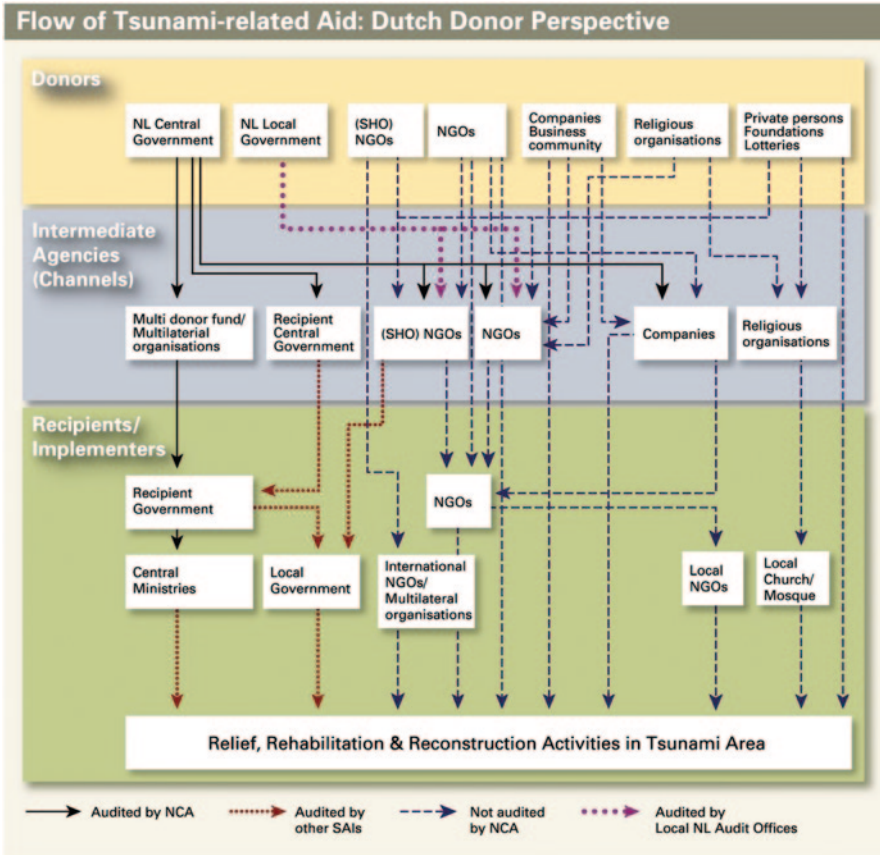 Flow of Tsunami-related Aid: Dutch Donor Perspective
Donors
NL Central
Government
NL Local
Government
(SHO)
NGOs
NGOs
Companies
Business
community
Religious
organisations
Private persons
Foundations
Lotteries
Intermediate
Agencies
(Channels)
Multi donor fund/
Multilaterial
organisations
Recipient
Central
Government
(SHO) NGOs
NGOs
Companies
Religious
organisations
Recipients/
Implementers
Recipient
Government
NGOs
Central
Ministries
Local
Government
International
NGOs/
Multilateral
organisations
Local
NGOs
Local
Church/
Mosque
Relief, Rehabilitation & Reconstruction Activities in Tsunami Area
Audited by NCA
Audited by
other SAIs
Not audited
by NCA
Audited by
Local NL Audit Offices